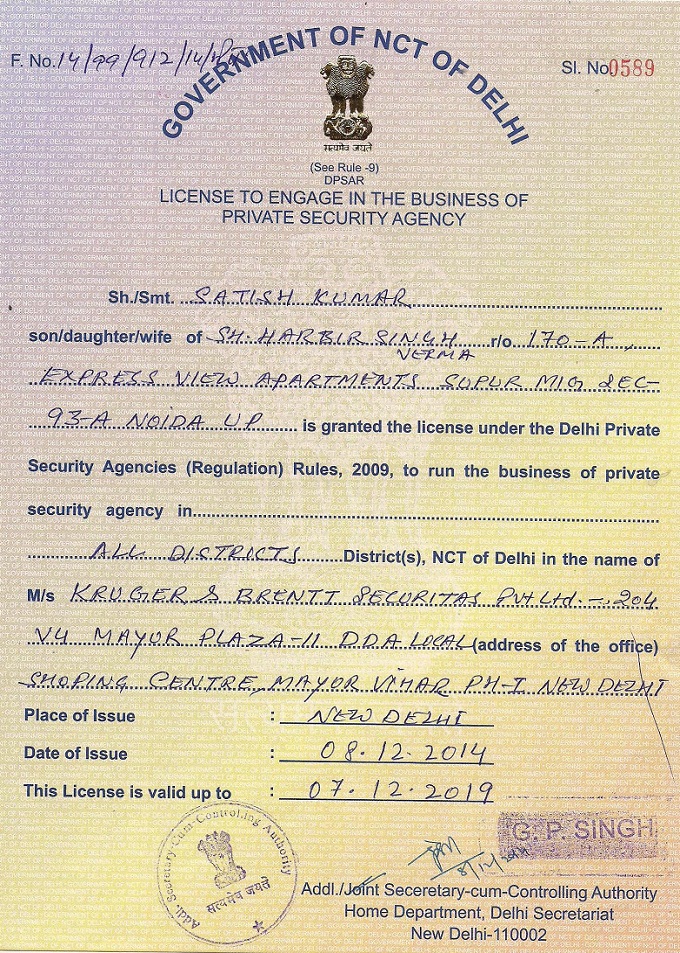 F. No. 14/99/912/14/
GOVERNMENT OF NCT OF DELHI
Sl. No 0589
सत्यमेव जयते
(See Rule -9)
DPSAR
LICENSE TO ENGAGE IN THE BUSINESS OF
PRIVATE SECURITY AGENCY
Sh./Smt. SATISH KUMAR
son/daughter/wife of SH. HARBIR SINGH r/o. 170-A,
VERMA
EXPRESS VIEW APARTMENTS SUPUR MIG SEC-
93-A NOIDA UP is granted the license under the Delhi Private
Security Agencies (Regulation) Rules, 2009, to run the business of private
security agency in
ALL DISTRICTS District(s), NCT of Delhi in the name of
M/s KRUGER & BRENTT SECURITAS Pvt Ltd. - 204
V4 MAYUR PLAZA-II DDA LOCAL (address of the office)
SHOPING CENTRE, MAYOR VIHAR PH-I NEW DELHI
Place of Issue : NEW DELHI
Date of Issue : 08.12.2014
This License is valid up to : 07.12.2019
Addl. Secretary-Cum-Controlling Authority
सत्यमेव जयते
G. P. SINGH
Addl./JointSeceretary-cum-Controlling Authority
Home Department, Delhi Secretariat
New Delhi-110002